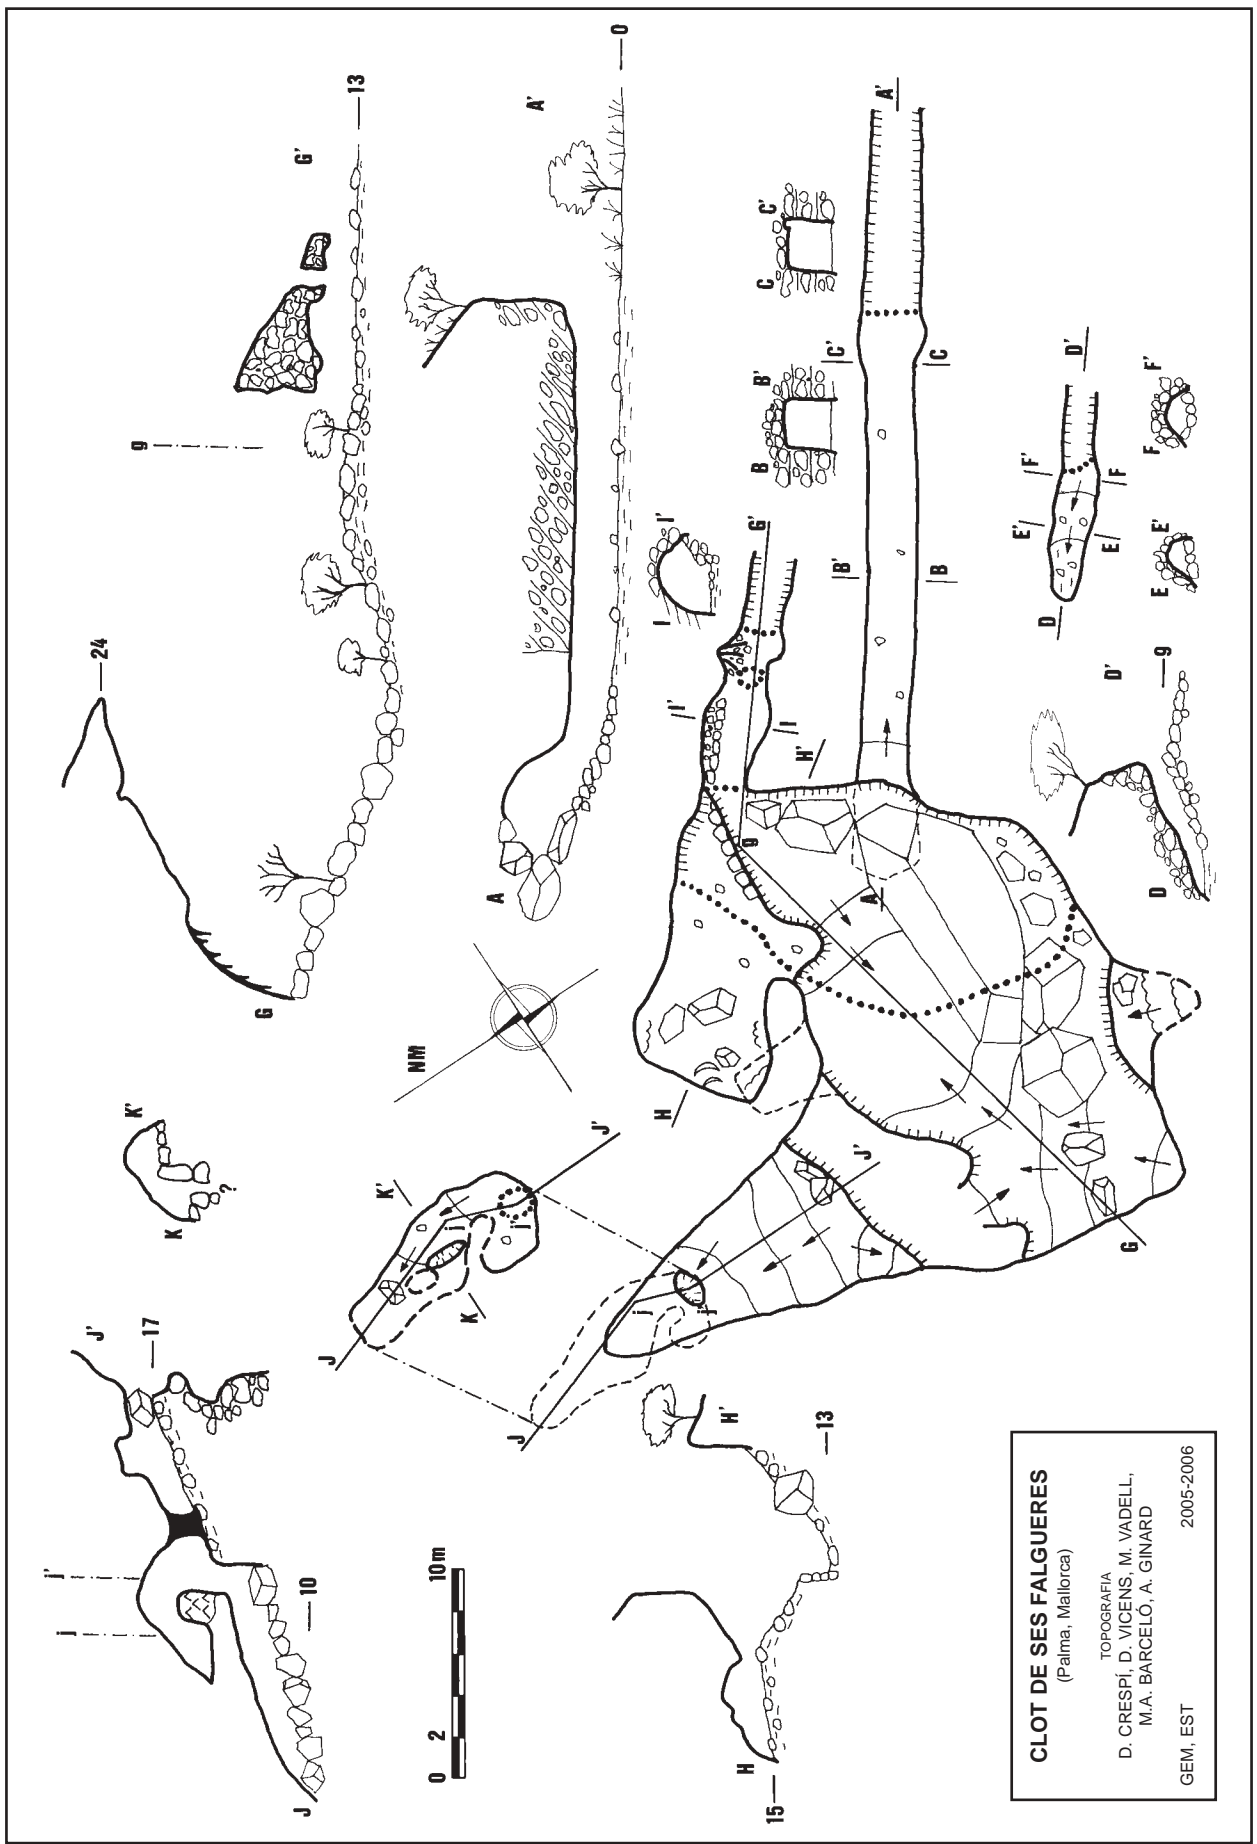 J'
17
j'
j
10
J
0 2 10m
H'
13
H
15
K'
K
?
J
K'
K
j
j'
J'
J
j
j'
J'
NM
24
G
g
G'
13
A
A'
0
H
H'
I
I'
I
I'
g
G'
G
A
A'
B
B'
C
C'
B'
B
C'
C
D'
9
D
D
D'
E'
E
F'
F
E
E'
F
F'
CLOT DE SES FALGUERES
(Palma, Mallorca)
TOPOGRAFIA
D. CRESPÍ, D. VICENS, M. VADELL,
M.A. BARCELÓ, A. GINARD
GEM, EST 2005-2006